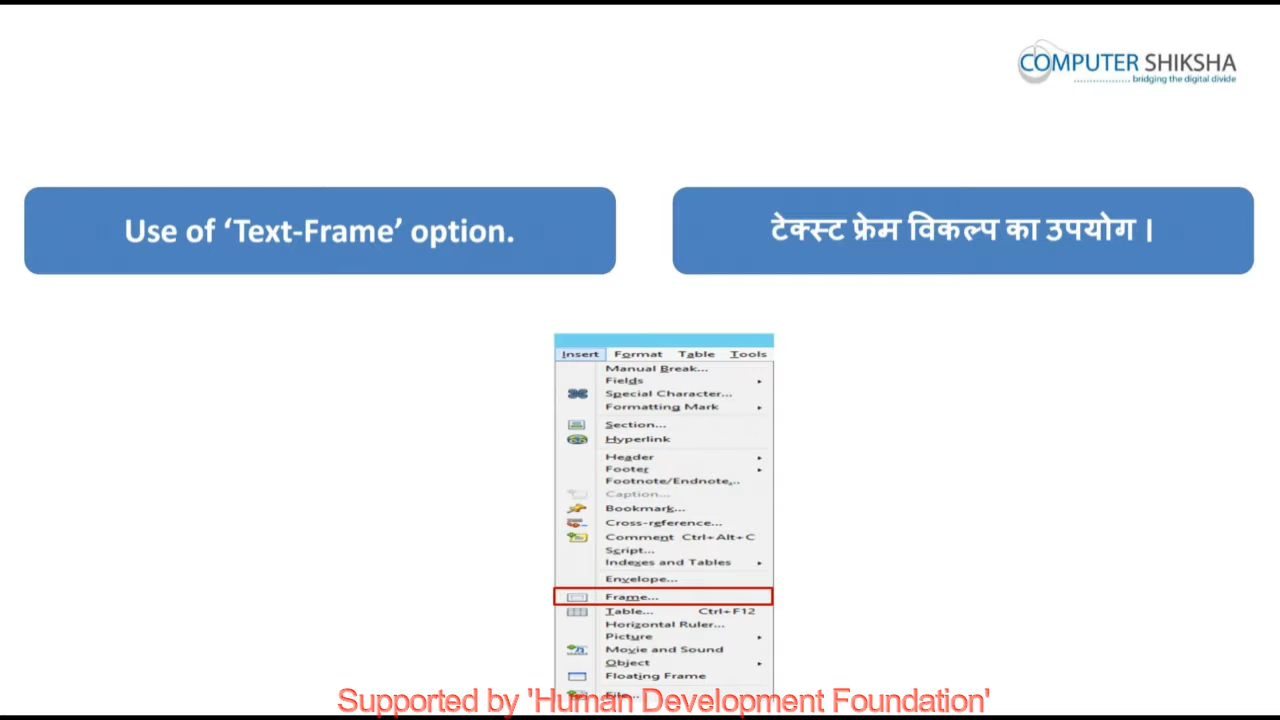 COMPUTER SHIKSHA
bridging the digital divide
Use of ‘Text-Frame’ option.
टेक्स्ट फ्रेम विकल्प का उपयोग ।
Insert Format Table Tools
Manual Break...
Fields
Special Character...
Formatting Mark
Section...
Hyperlink
Header
Footer
Footnote/Endnote...
Caption...
Bookmark...
Cross-reference...
Comment Ctrl+Alt+C
Script...
Indexes and Tables
Envelope...
Frame...
Table... Ctrl+F12
Horizontal Ruler...
Picture
Movie and Sound
Object
Floating Frame
File...
Supported by 'Human Development Foundation'